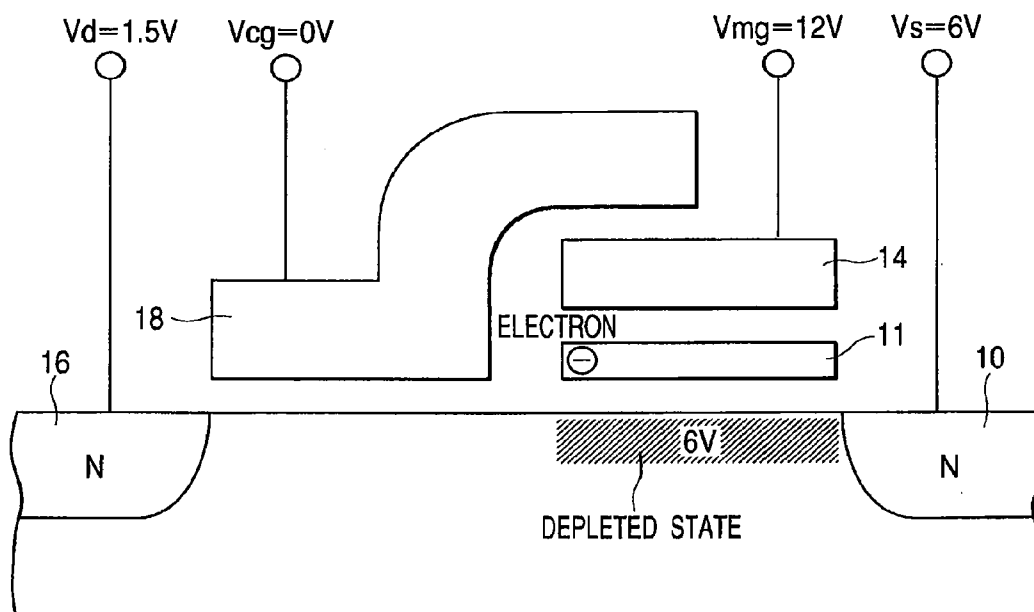 Vd=1.5V Vcg=0V Vmg=12V Vs=6V
14
18
ELECTRON
11
16
10
−
6V
N N
DEPLETED STATE